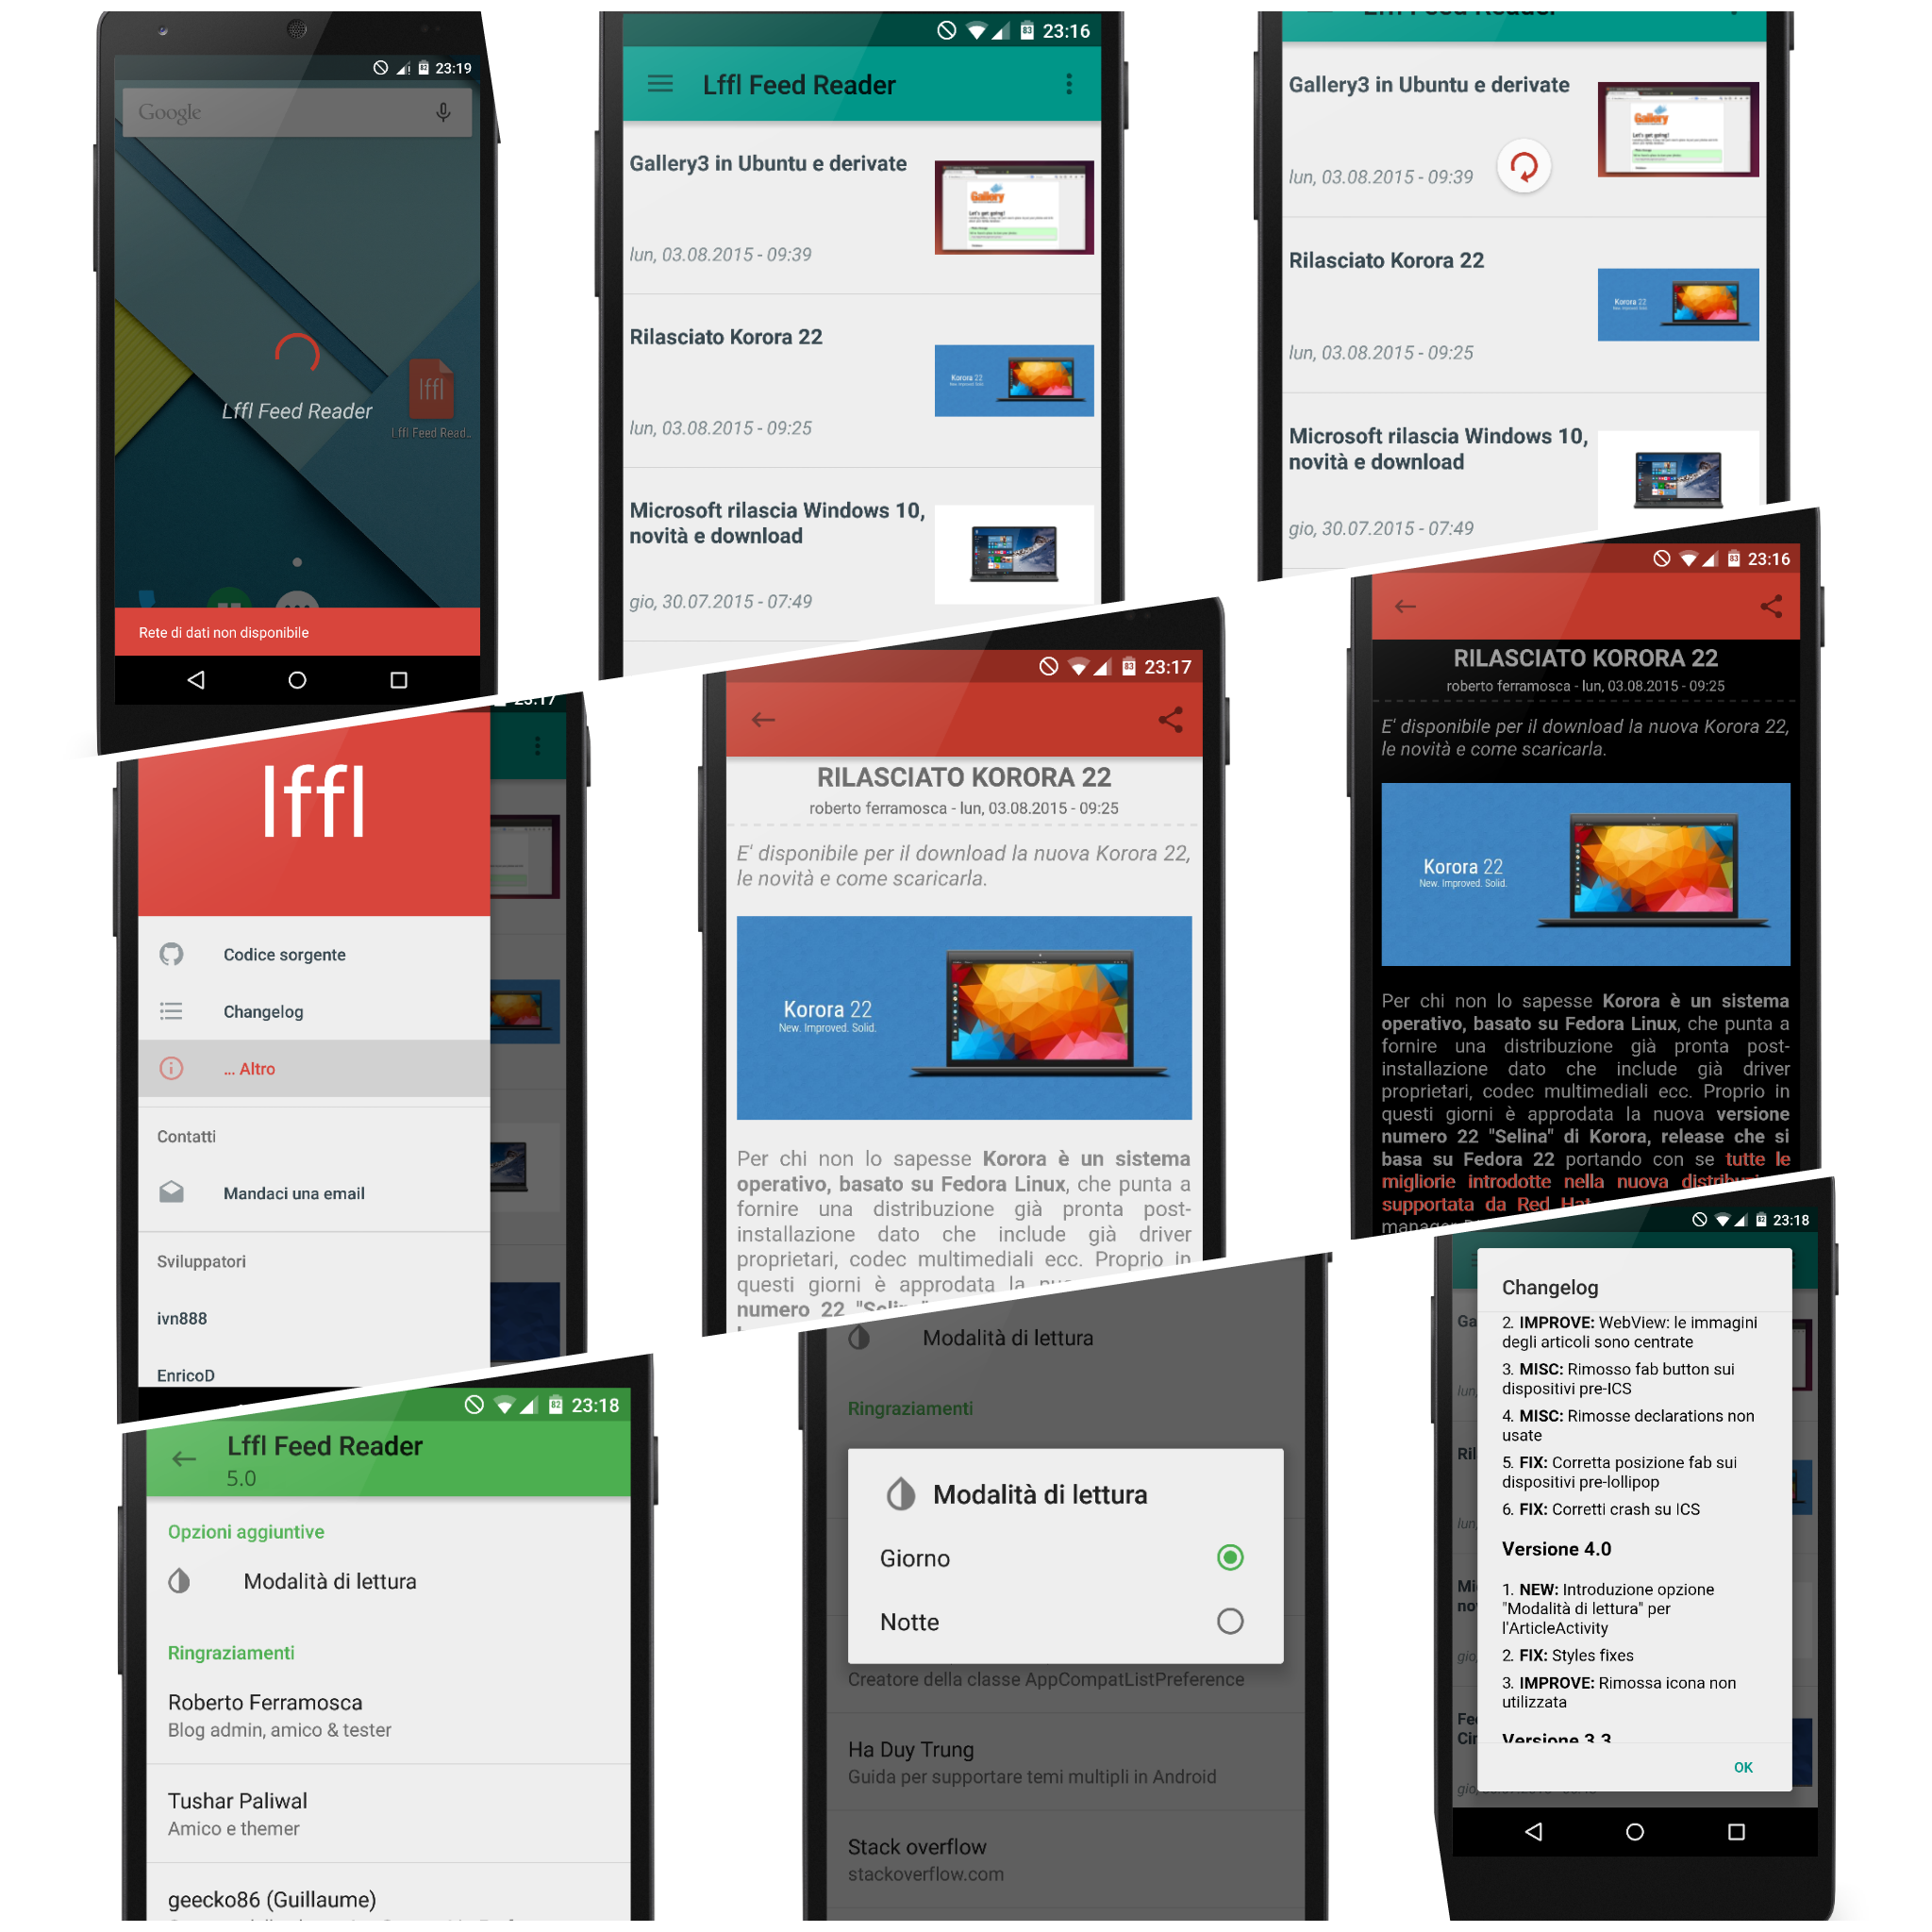 23:19
Google
Lffl Feed Reader
lffl
Rete di dati non disponibile
23:16
Lffl Feed Reader
Gallery3 in Ubuntu e derivate
lun, 03.08.2015 - 09:39
Gallery
Let's get going!
Rilasciato Korora 22
lun, 03.08.2015 - 09:25
Korora 22
Microsoft rilascia Windows 10,
novità e download
gio, 30.07.2015 - 07:49
Gallery3 in Ubuntu e derivate
lun, 03.08.2015 - 09:39
Gallery
Let's get going!
Rilasciato Korora 22
lun, 03.08.2015 - 09:25
Korora 22
Microsoft rilascia Windows 10,
novità e download
gio, 30.07.2015 - 07:49
lffl
Codice sorgente
Changelog
... Altro
Contatti
Mandaci una email
Sviluppatori
ivn888
EnricoD
23:17
RILASCIATO KORORA 22
roberto ferramosca - lun, 03.08.2015 - 09:25
E' disponibile per il download la nuova Korora 22,
le novità e come scaricarla.
Korora 22
New. Improved. Solid.
Per chi non lo sapesse Korora è un sistema
operativo, basato su Fedora Linux, che punta a
fornire una distribuzione già pronta post-
installazione dato che include già driver
proprietari, codec multimediali ecc. Proprio in
questi giorni è approdata la
numero 22
23:16
RILASCIATO KORORA 22
roberto ferramosca - lun, 03.08.2015 - 09:25
E' disponibile per il download la nuova Korora 22,
le novità e come scaricarla.
Korora 22
New. Improved. Solid.
Per chi non lo sapesse Korora è un sistema
operativo, basato su Fedora Linux, che punta a
fornire una distribuzione già pronta post-
installazione dato che include già driver
proprietari, codec multimediali ecc. Proprio in
questi giorni è approdata la nuova versione
numero 22 "Selina" di Korora, release che si
basa su Fedora 22 portando con se tutte le
migliorie introdotte nella nuova
supportata da Red Hat
23:18
Lffl Feed Reader
5.0
Opzioni aggiuntive
Modalità di lettura
Ringraziamenti
Roberto Ferramosca
Blog admin, amico & tester
Tushar Paliwal
Amico e themer
geecko86 (Guillaume)
Modalità di lettura
Ringraziamenti
Modalità di lettura
Giorno
Notte
Creatore della classe AppCompatListPreference
Ha Duy Trung
Guida per supportare temi multipli in Android
Stack overflow
stackoverflow.com
23:18
Changelog
2. IMPROVE: WebView: le immagini
degli articoli sono centrate
3. MISC: Rimosso fab button sui
dispositivi pre-ICS
4. MISC: Rimosse declarations non
usate
5. FIX: Corretta posizione fab sui
dispositivi pre-lollipop
6. FIX: Corretti crash su ICS
Versione 4.0
1. NEW: Introduzione opzione
"Modalità di lettura" per
l'ArticleActivity
2. FIX: Styles fixes
3. IMPROVE: Rimossa icona non
utilizzata
Versione 3.3
OK